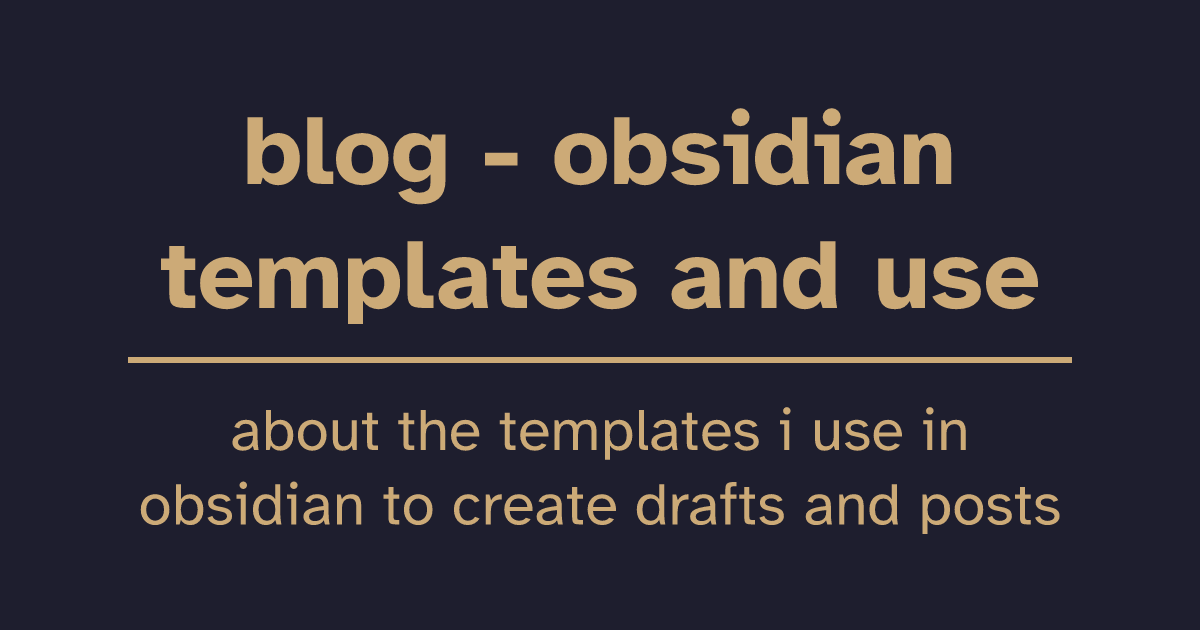 blog - obsidian
templates and use
about the templates i use in
obsidian to create drafts and posts